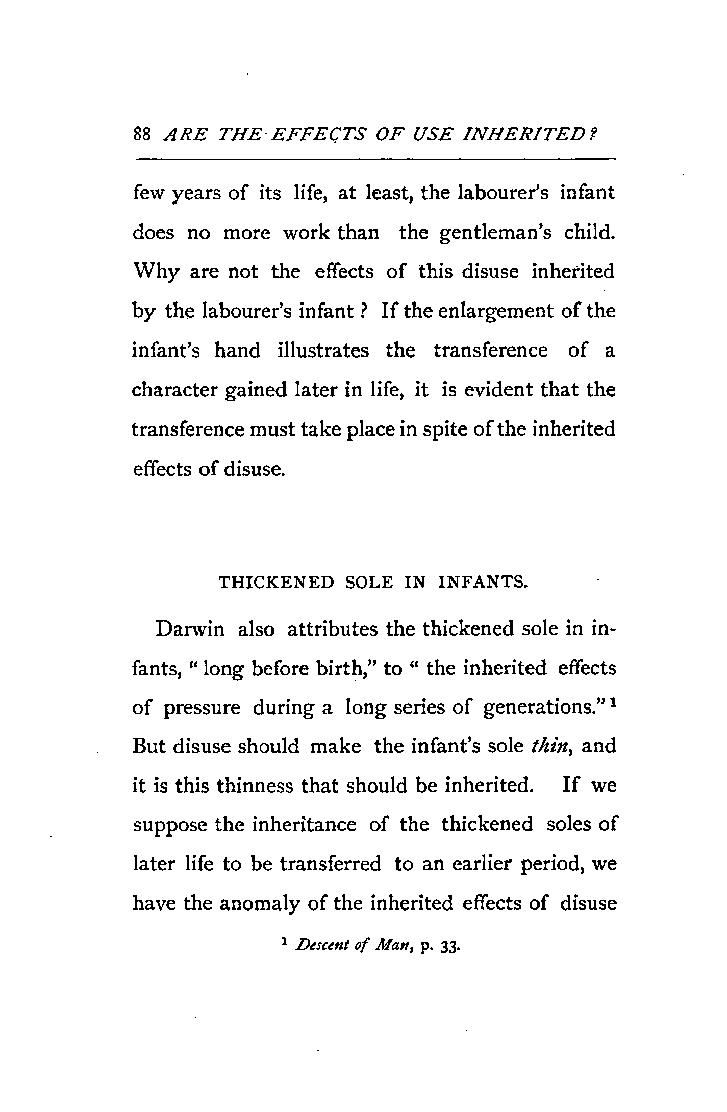 88 ARE THE EFFECTS OF USE INHERITED?
few years of its life, at least, the labourer's infant
does no more work than the gentleman's child.
Why are not the effects of this disuse inherited
by the labourer's infant? If the enlargement of the
infant's hand illustrates the transference of a
character gained later in life, it is evident that the
transference must take place in spite of the inherited
effects of disuse.
THICKENED SOLE IN INFANTS.
Darwin also attributes the thickened sole in in-
fants, "long before birth," to "the inherited effects
of pressure during a long series of generations."¹
But disuse should make the infant's sole thin, and
it is this thinness that should be inherited. If we
suppose the inheritance of the thickened soles of
later life to be transferred to an earlier period, we
have the anomaly of the inherited effects of disuse
¹ Descent of Man, p. 33.